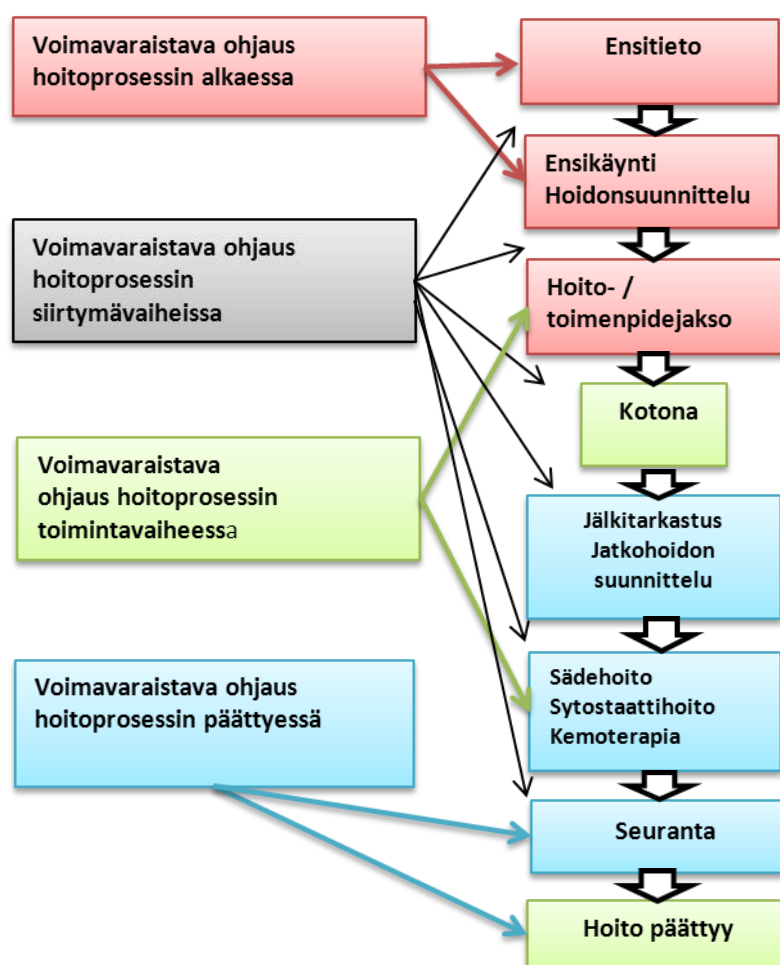 Voimavaraistava ohjaus
hoitoprosessin alkaessa
Voimavaraistava ohjaus
hoitoprosessin
siirtymävaiheissa
Voimavaraistava
ohjaus hoitoprosessin
toimintavaiheessa
Voimavaraistava ohjaus
hoitoprosessin päättyessä
Ensitieto
Ensikäynti
Hoidonsuunnittelu
Hoito- /
toimenpidejakso
Kotona
Jälkitarkastus
Jatkohoidon
suunnittelu
Sädehoito
Sytostaattihoito
Kemoterapia
Seuranta
Hoito päättyy